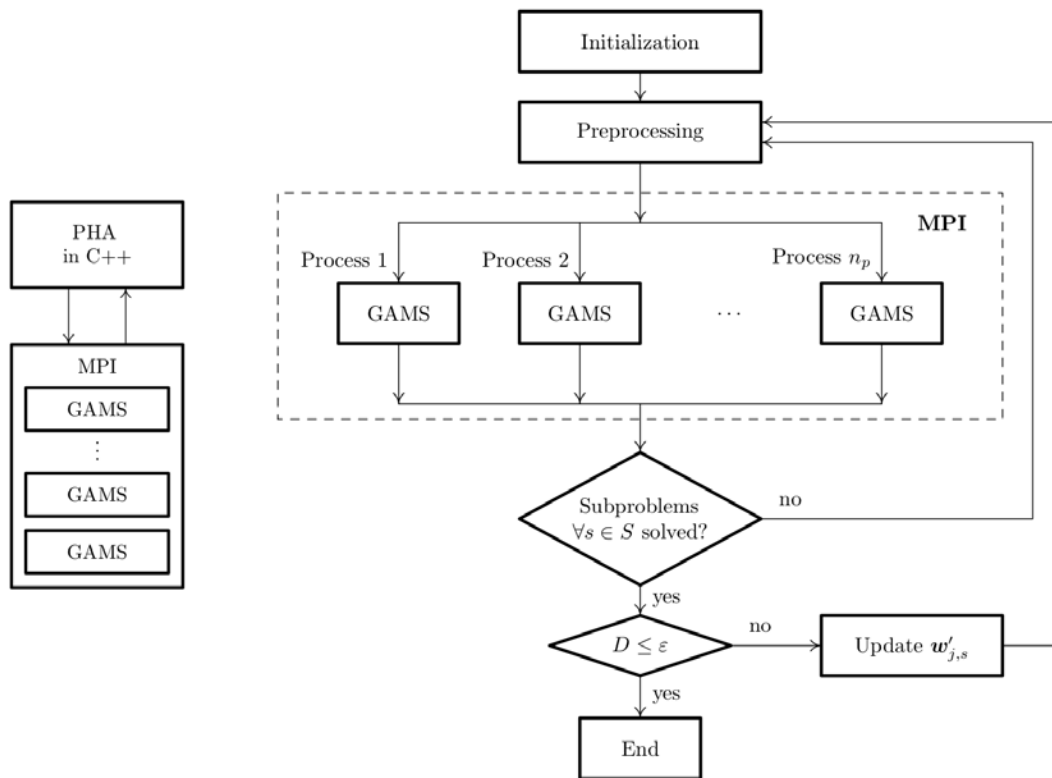 PHA
in C++
MPI
GAMS
⋮
GAMS
GAMS
Initialization
Preprocessing
MPI
Process 1
Process 2
Process n_p
GAMS
GAMS
···
GAMS
Subproblems
∀s ∈ S solved?
no
yes
D ≤ ε
no
Update w′_{j,s}
yes
End